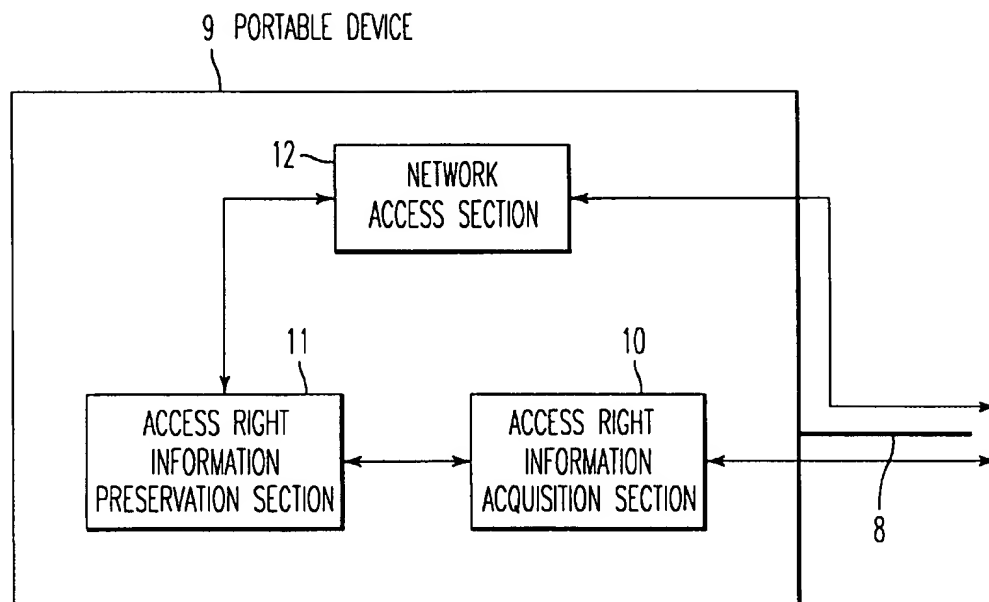 9 PORTABLE DEVICE
12
NETWORK
ACCESS SECTION
11
10
ACCESS RIGHT
INFORMATION
PRESERVATION SECTION
ACCESS RIGHT
INFORMATION
ACQUISITION SECTION
8